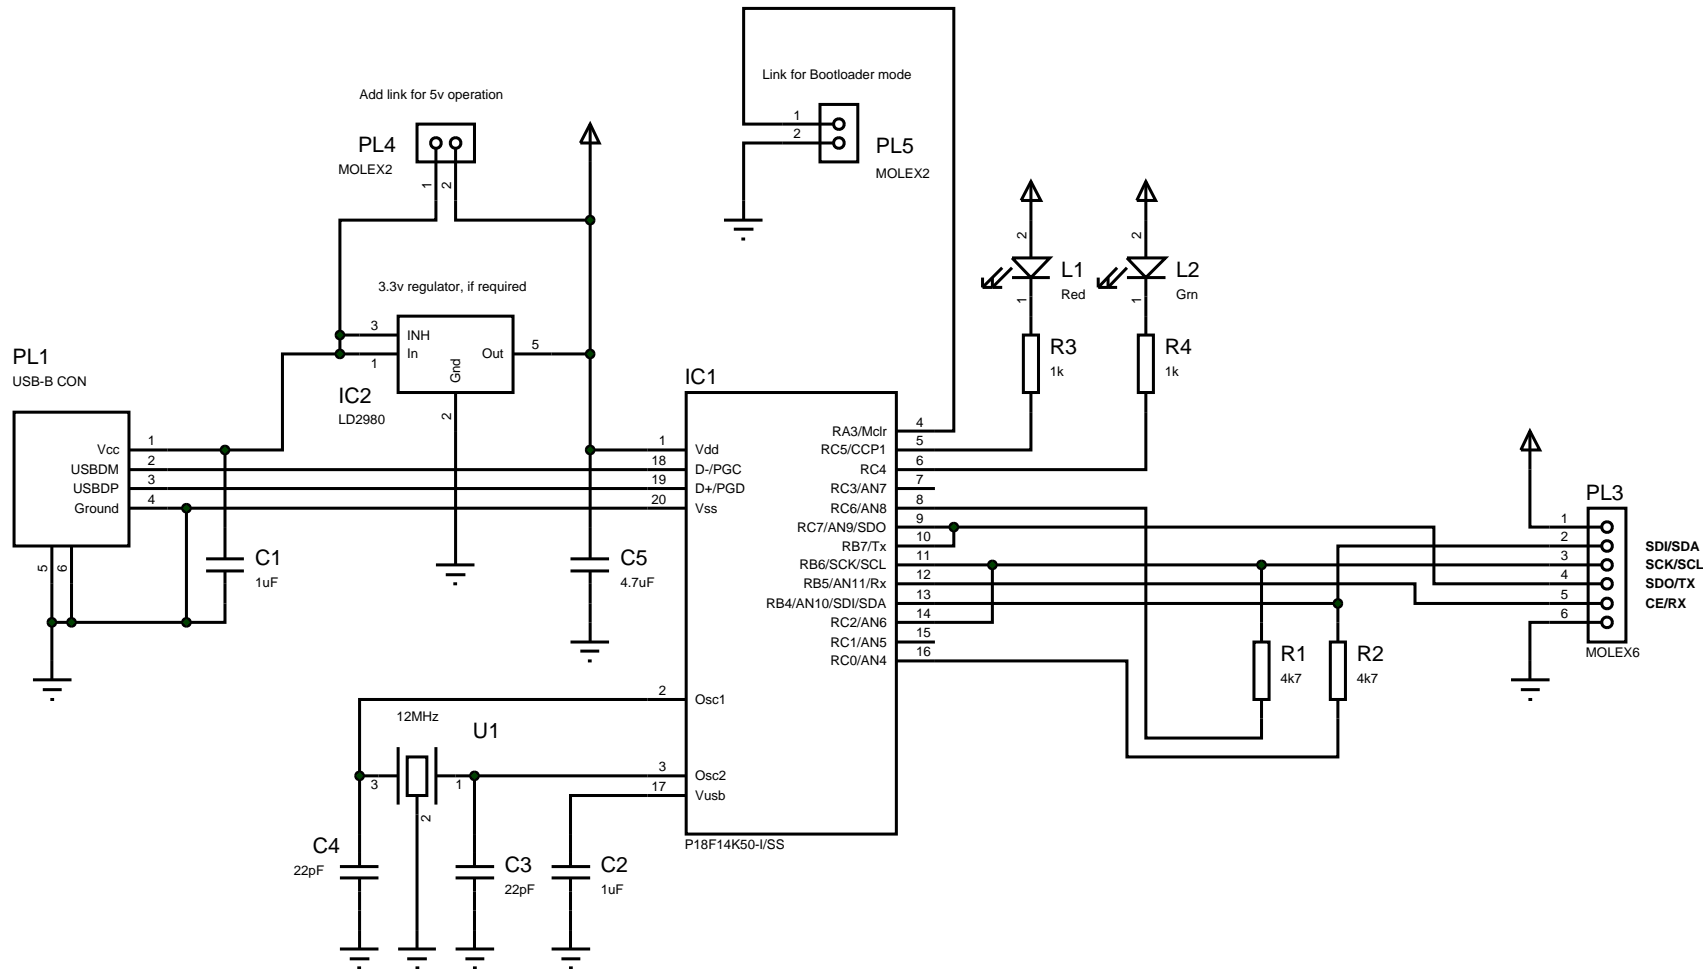 Link for Bootloader mode
Add link for 5v operation
1
2
PL4
MOLEX2
1
2
PL5
MOLEX2
2
2
L1
Red
L2
Grn
1
1
3.3v regulator, if required
3
INH
In
Out
5
1
Gnd
IC2
LD2980
2
R3
1k
R4
1k
PL1
USB-B CON
IC1
Vcc
1
USBDM
2
USBDP
3
Ground
4
5
6
C1
1uF
C5
4.7uF
1
Vdd
18
D-/PGC
19
D+/PGD
20
Vss
RA3/Mclr
4
RC5/CCP1
5
RC4
6
RC3/AN7
7
RC6/AN8
8
RC7/AN9/SDO
9
RB7/Tx
10
RB6/SCK/SCL
11
RB5/AN11/Rx
12
RB4/AN10/SDI/SDA
13
RC2/AN6
14
RC1/AN5
15
RC0/AN4
16
PL3
1
2
SDI/SDA
3
SCK/SCL
4
SDO/TX
5
CE/RX
6
MOLEX6
R1
4k7
R2
4k7
2
Osc1
12MHz
U1
3
1
2
3
Osc2
17
Vusb
P18F14K50-I/SS
C4
22pF
C3
22pF
C2
1uF